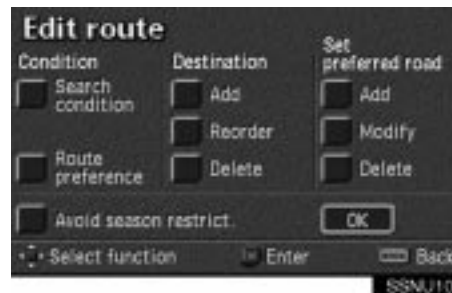 Edit route
Condition
Search
condition
Route
preference
Destination
Add
Reorder
Delete
Set
preferred road
Add
Modify
Delete
Avoid season restrict.
OK
Select function
Enter
Back